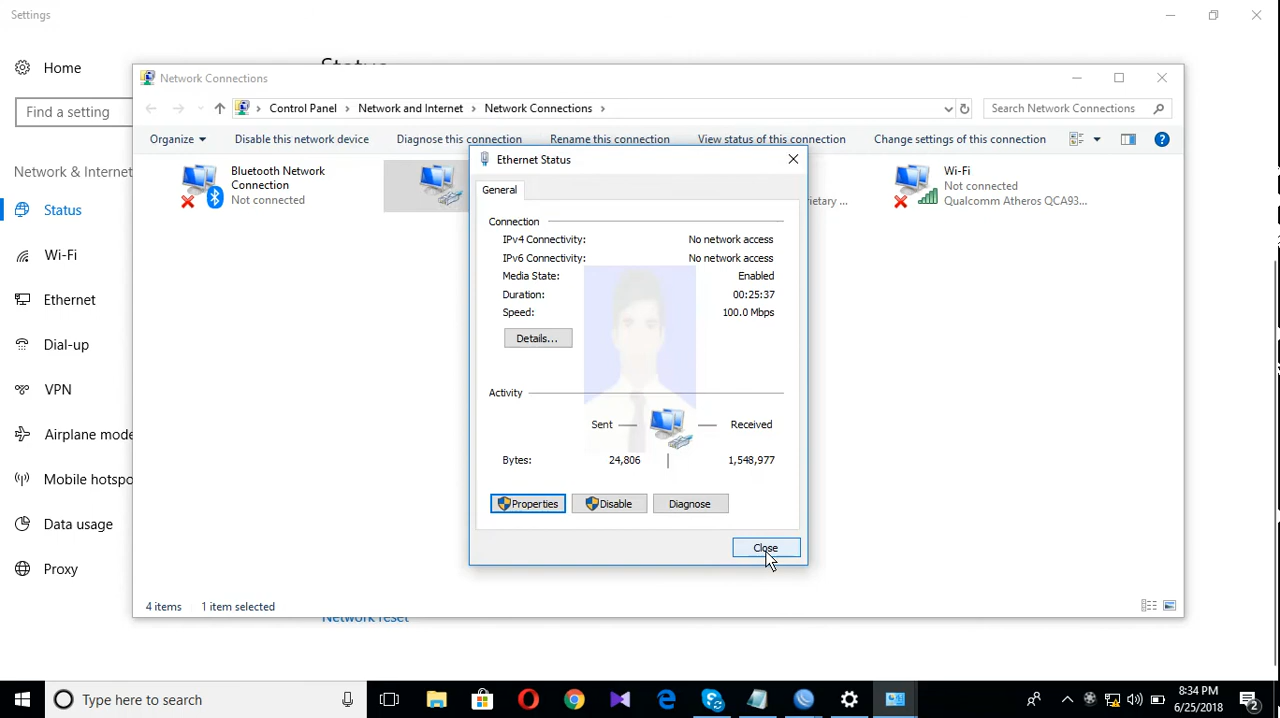 Settings
Home
Status
Find a setting
Network & Internet
Status
Wi-Fi
Ethernet
Dial-up
VPN
Airplane mode
Mobile hotspo
Data usage
Proxy
Network Connections
Control Panel > Network and Internet > Network Connections >
Search Network Connections
Organize
Disable this network device
Diagnose this connection
Rename this connection
View status of this connection
Change settings of this connection
Bluetooth Network
Connection
Not connected
rietary ...
Wi-Fi
Not connected
Qualcomm Atheros QCA93...
Ethernet Status
General
Connection
IPv4 Connectivity: No network access
IPv6 Connectivity: No network access
Media State: Enabled
Duration: 00:25:37
Speed: 100.0 Mbps
Details...
Activity
Sent — — Received
Bytes: 24,806 | 1,548,977
Properties Disable Diagnose
Close
4 items 1 item selected
Network reset
Type here to search
8:34 PM
6/25/2018
2